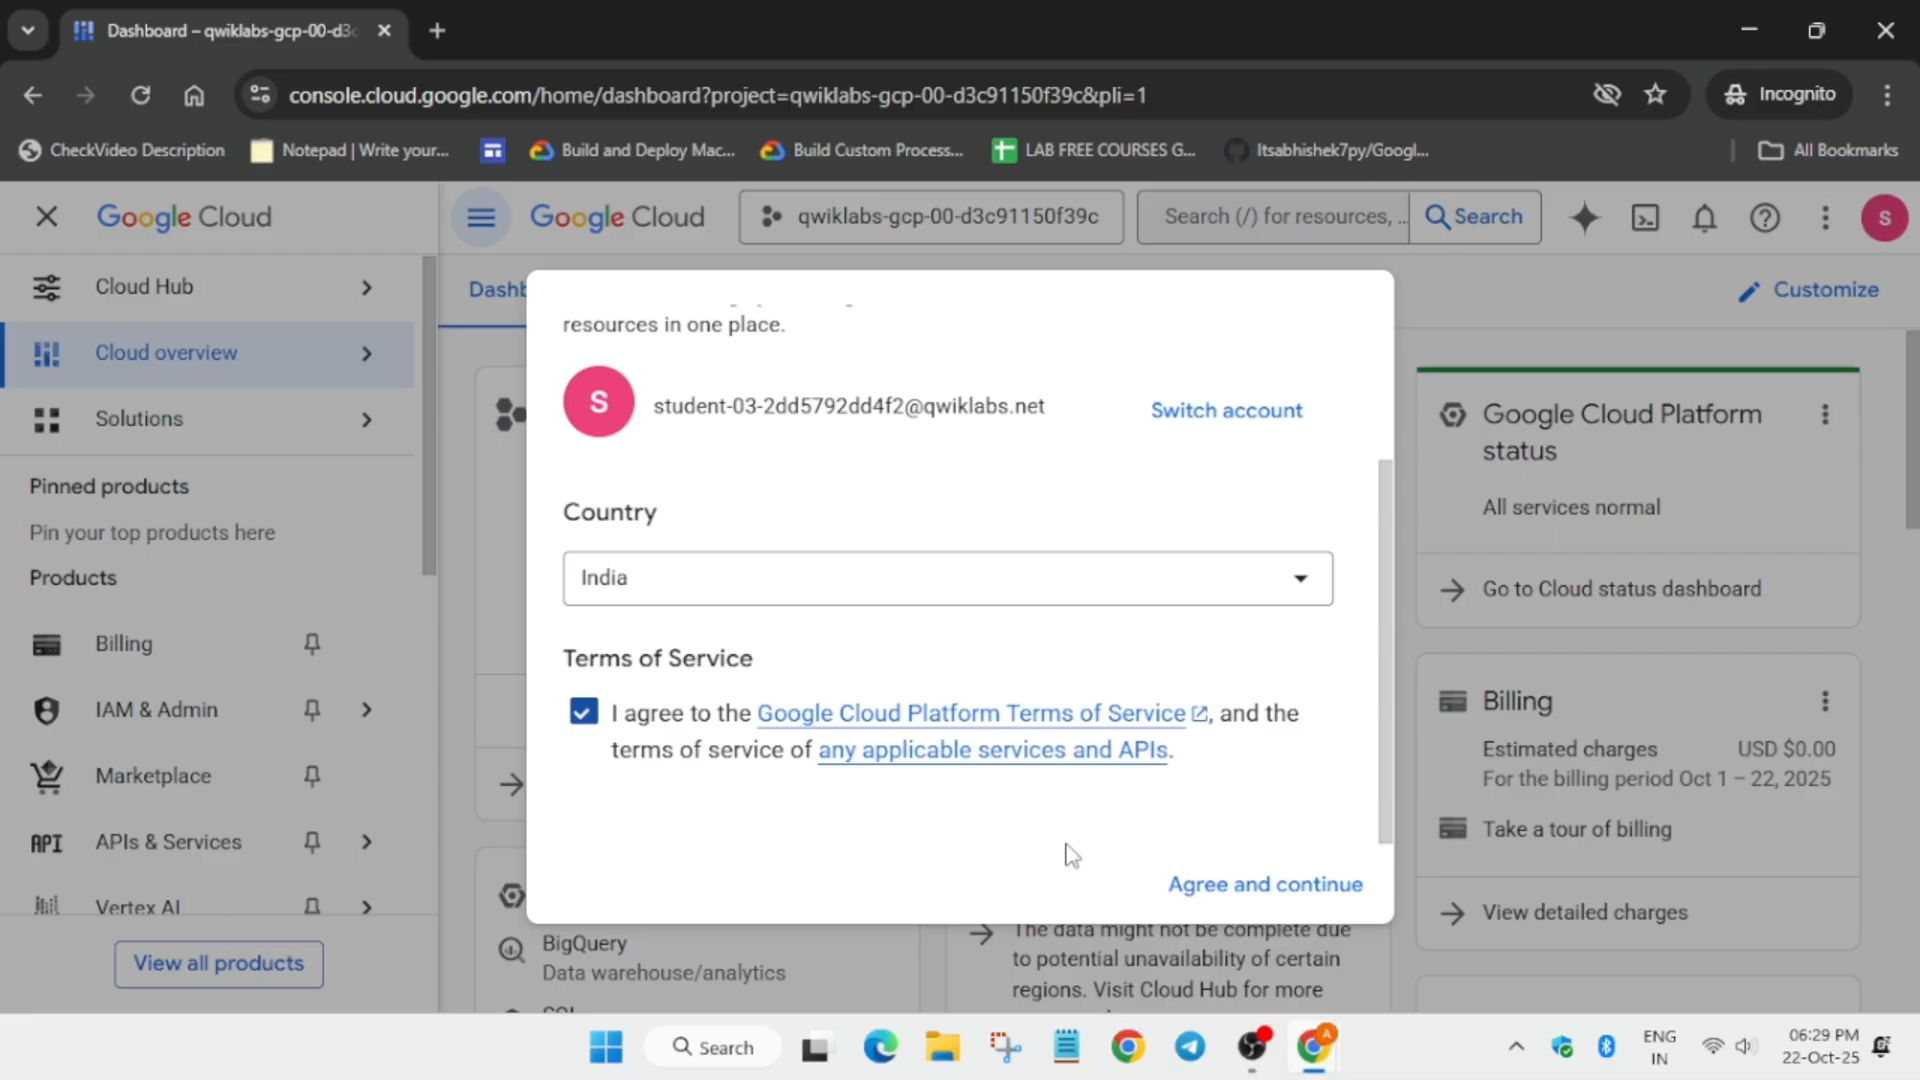 Dashboard – qwiklabs-gcp-00-d3c
console.cloud.google.com/home/dashboard?project=qwiklabs-gcp-00-d3c91150f39c&pli=1
Incognito
CheckVideo Description
Notepad | Write your...
Build and Deploy Mac...
Build Custom Process...
LAB FREE COURSES G...
Itsabhishek7py/Googl...
All Bookmarks
Google Cloud
Google Cloud
qwiklabs-gcp-00-d3c91150f39c
Search (/) for resources, ...
Search
S
Cloud Hub
Cloud overview
Solutions
Pinned products
Pin your top products here
Products
Billing
IAM & Admin
Marketplace
API
APIs & Services
Vertex AI
View all products
Dashb
Customize
resources in one place.
S
student-03-2dd5792dd4f2@qwiklabs.net
Switch account
Country
India
Terms of Service
I agree to the Google Cloud Platform Terms of Service, and the
terms of service of any applicable services and APIs.
Agree and continue
BigQuery
Data warehouse/analytics
The data might not be complete due
to potential unavailability of certain
regions. Visit Cloud Hub for more
Google Cloud Platform
status
All services normal
Go to Cloud status dashboard
Billing
Estimated charges USD $0.00
For the billing period Oct 1 – 22, 2025
Take a tour of billing
View detailed charges
Search
A
ENG
IN
06:29 PM
22-Oct-25